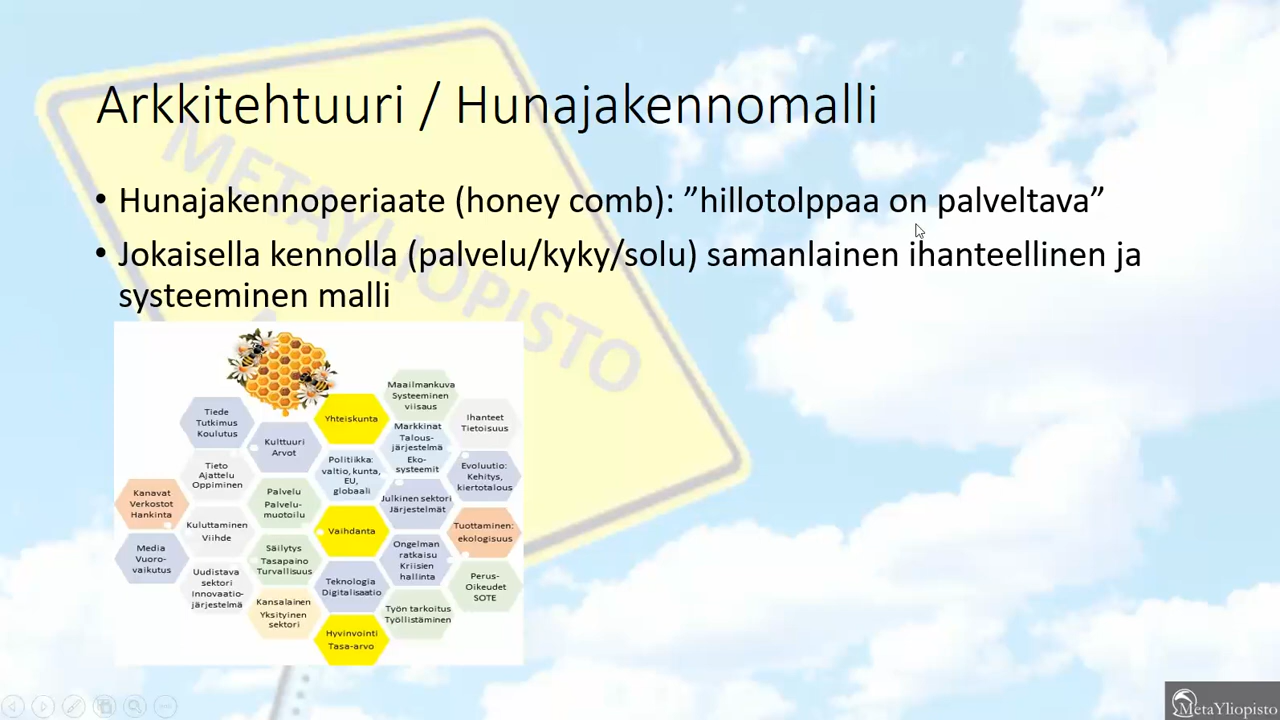 Arkkitehtuuri / Hunajakennomalli
• Hunajakennoperiaate (honey comb): ”hillotolppaa on palveltava”
• Jokaisella kennolla (palvelu/kyky/solu) samanlainen ihanteellinen ja
systeeminen malli
METAYLIOPISTO
Tiede
Tutkimus
Koulutus
Kulttuuri
Arvot
Yhteiskunta
Maailmankuva
Systeeminen
viisaus
Ihanteet
Tietoisuus
Markkinat
Talous-
järjestelmä
Eko-
systeemit
Tieto
Ajattelu
Oppiminen
Politiikka:
valtio, kunta,
EU,
globaali
Evoluutio:
Kehitys,
kiertotalous
Kanavat
Verkostot
Hankinta
Palvelu
Palvelu-
muotoilu
Julkinen sektori
Järjestelmät
Kuluttaminen
Viihde
Vaihdanta
Tuottaminen:
ekologisuus
Media
Vuoro-
vaikutus
Säilytys
Tasapaino
Turvallisuus
Ongelman
ratkaisu
Kriisien
hallinta
Uudistava
sektori
Innovaatio-
järjestelmä
Teknologia
Digitalisaatio
Perus-
Oikeudet
SOTE
Kansalainen
Yksityinen
sektori
Työn tarkoitus
Työllistäminen
Hyvinvointi
Tasa-arvo
MetaYliopisto